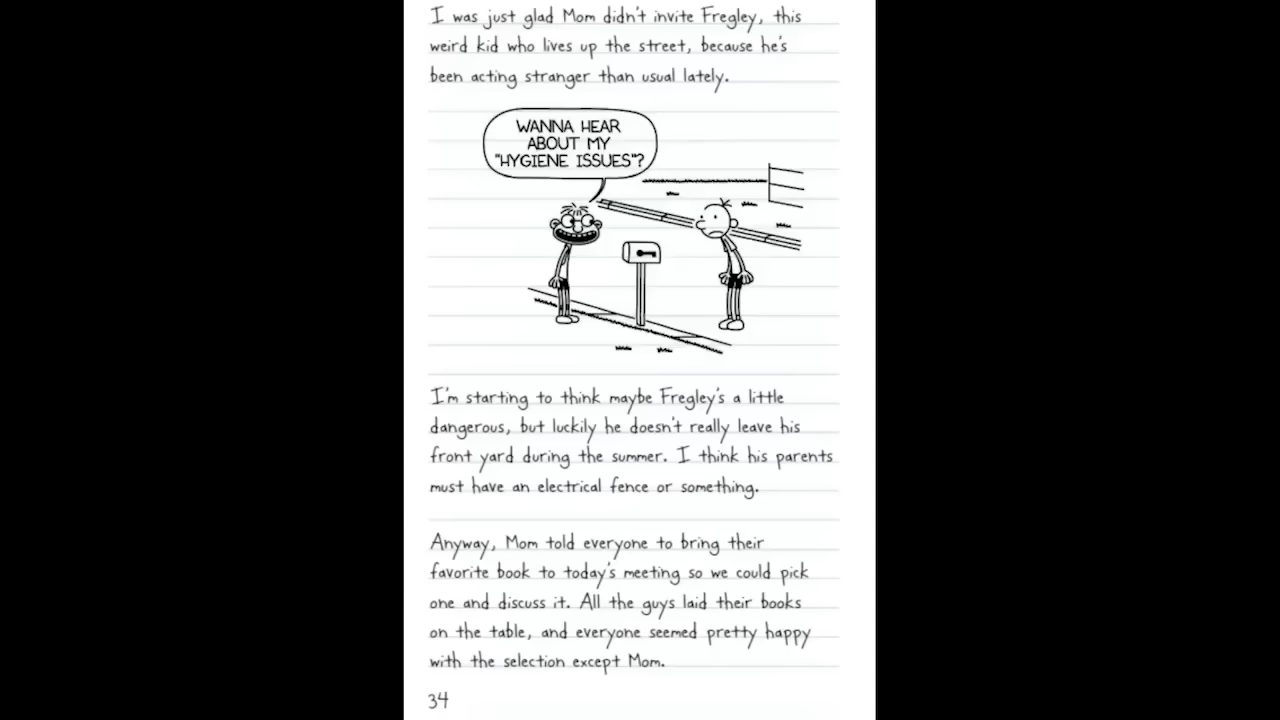 I was just glad Mom didn't invite Fregley, this
weird kid who lives up the street, because he's
been acting stranger than usual lately.
WANNA HEAR
ABOUT MY
"HYGIENE ISSUES"?
I'm starting to think maybe Fregley's a little
dangerous, but luckily he doesn't really leave his
front yard during the summer. I think his parents
must have an electrical fence or something.
Anyway, Mom told everyone to bring their
favorite book to today's meeting so we could pick
one and discuss it. All the guys laid their books
on the table, and everyone seemed pretty happy
with the selection except Mom.
34